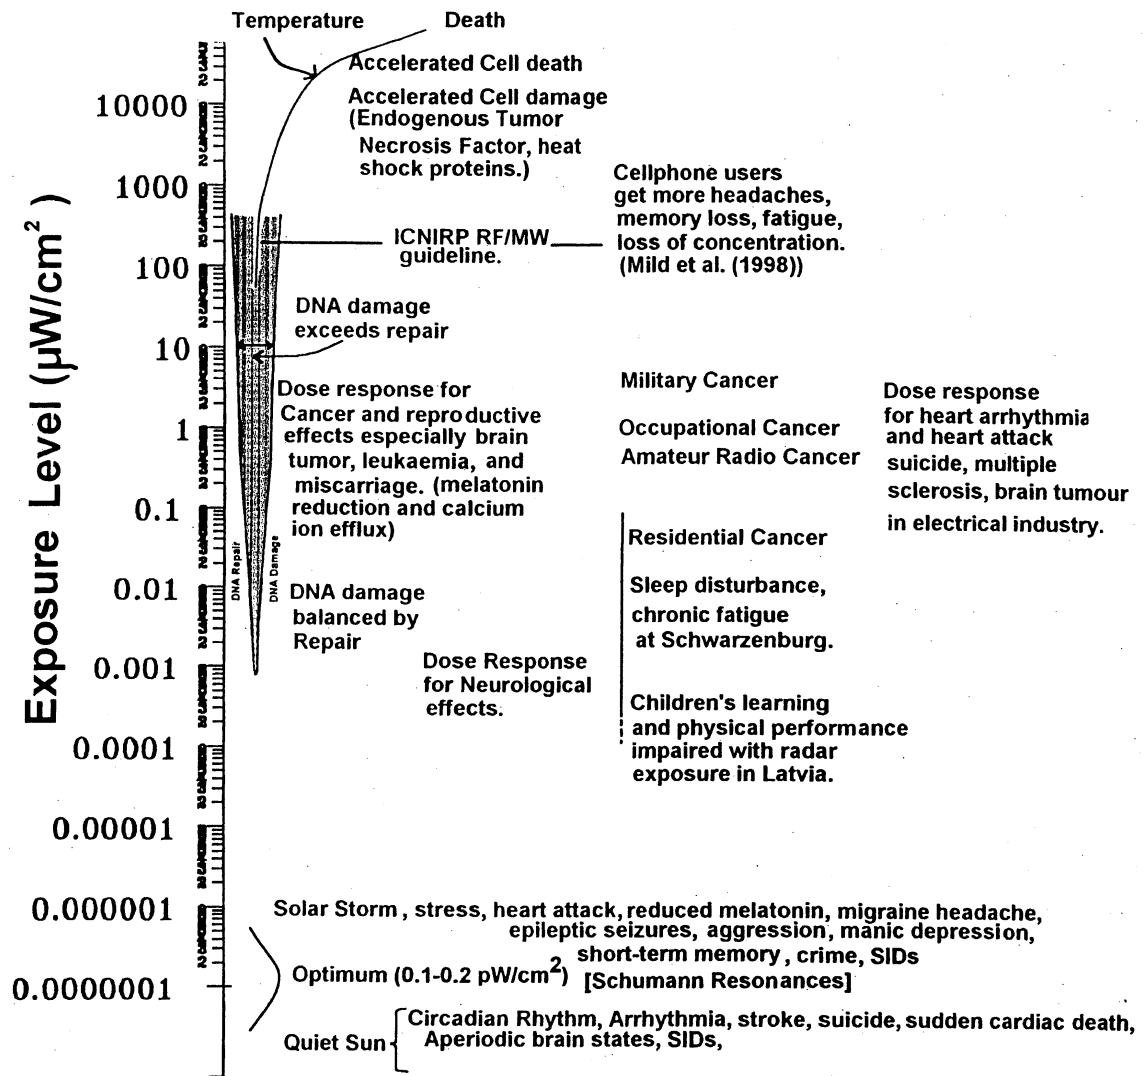 Temperature
Death
Accelerated Cell death
10000
Accelerated Cell damage
(Endogenous Tumor
Necrosis Factor, heat
shock proteins.)
1000
Cellphone users
get more headaches,
memory loss, fatigue,
loss of concentration.
(Mild et al. (1998))
ICNIRP RF/MW
guideline.
100
DNA damage
exceeds repair
10
Dose response for
Cancer and reproductive
effects especially brain
tumor, leukaemia, and
miscarriage. (melatonin
reduction and calcium
ion efflux)
Military Cancer
Occupational Cancer
Amateur Radio Cancer
Dose response
for heart arrhythmia
and heart attack
suicide, multiple
sclerosis, brain tumour
in electrical industry.
1
0.1
Exposure Level (µW/cm²)
DNA Repair
DNA Damage
Residential Cancer
0.01
DNA damage
balanced by
Repair
Sleep disturbance,
chronic fatigue
at Schwarzenburg.
0.001
Dose Response
for Neurological
effects.
Children's learning
and physical performance
impaired with radar
exposure in Latvia.
0.0001
0.00001
0.000001
Solar Storm, stress, heart attack, reduced melatonin, migraine headache,
epileptic seizures, aggression, manic depression,
short-term memory, crime, SIDs
Optimum (0.1-0.2 pW/cm²) [Schumann Resonances]
0.0000001
Quiet Sun
Circadian Rhythm, Arrhythmia, stroke, suicide, sudden cardiac death,
Aperiodic brain states, SIDs,